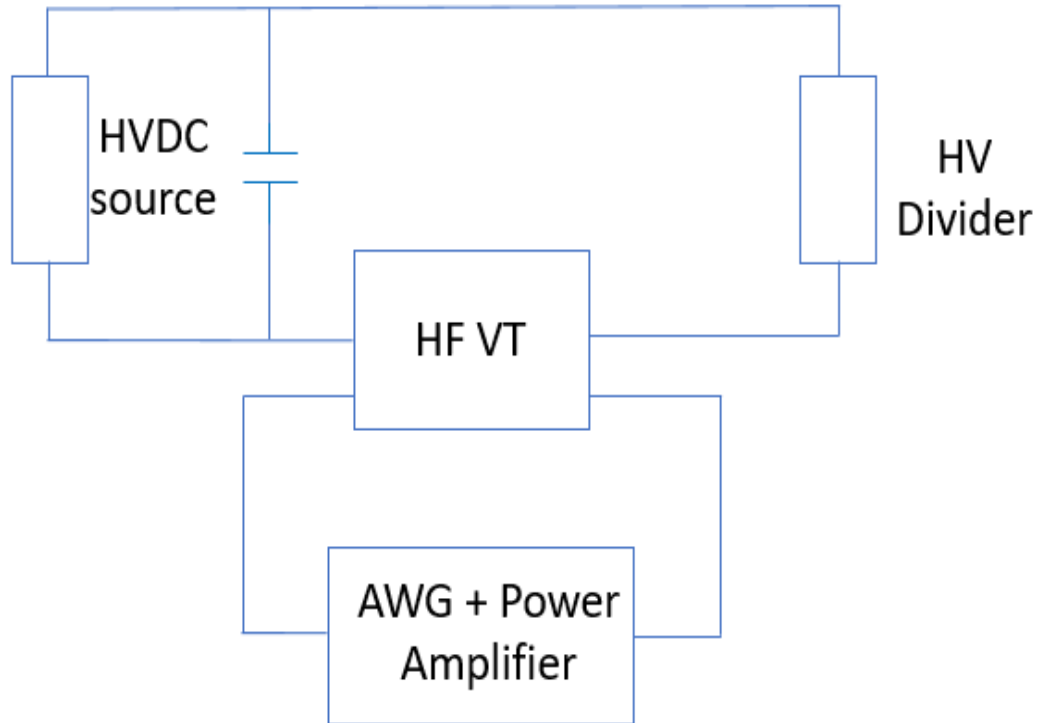 HVDC
source
HV
Divider
HF VT
AWG + Power
Amplifier